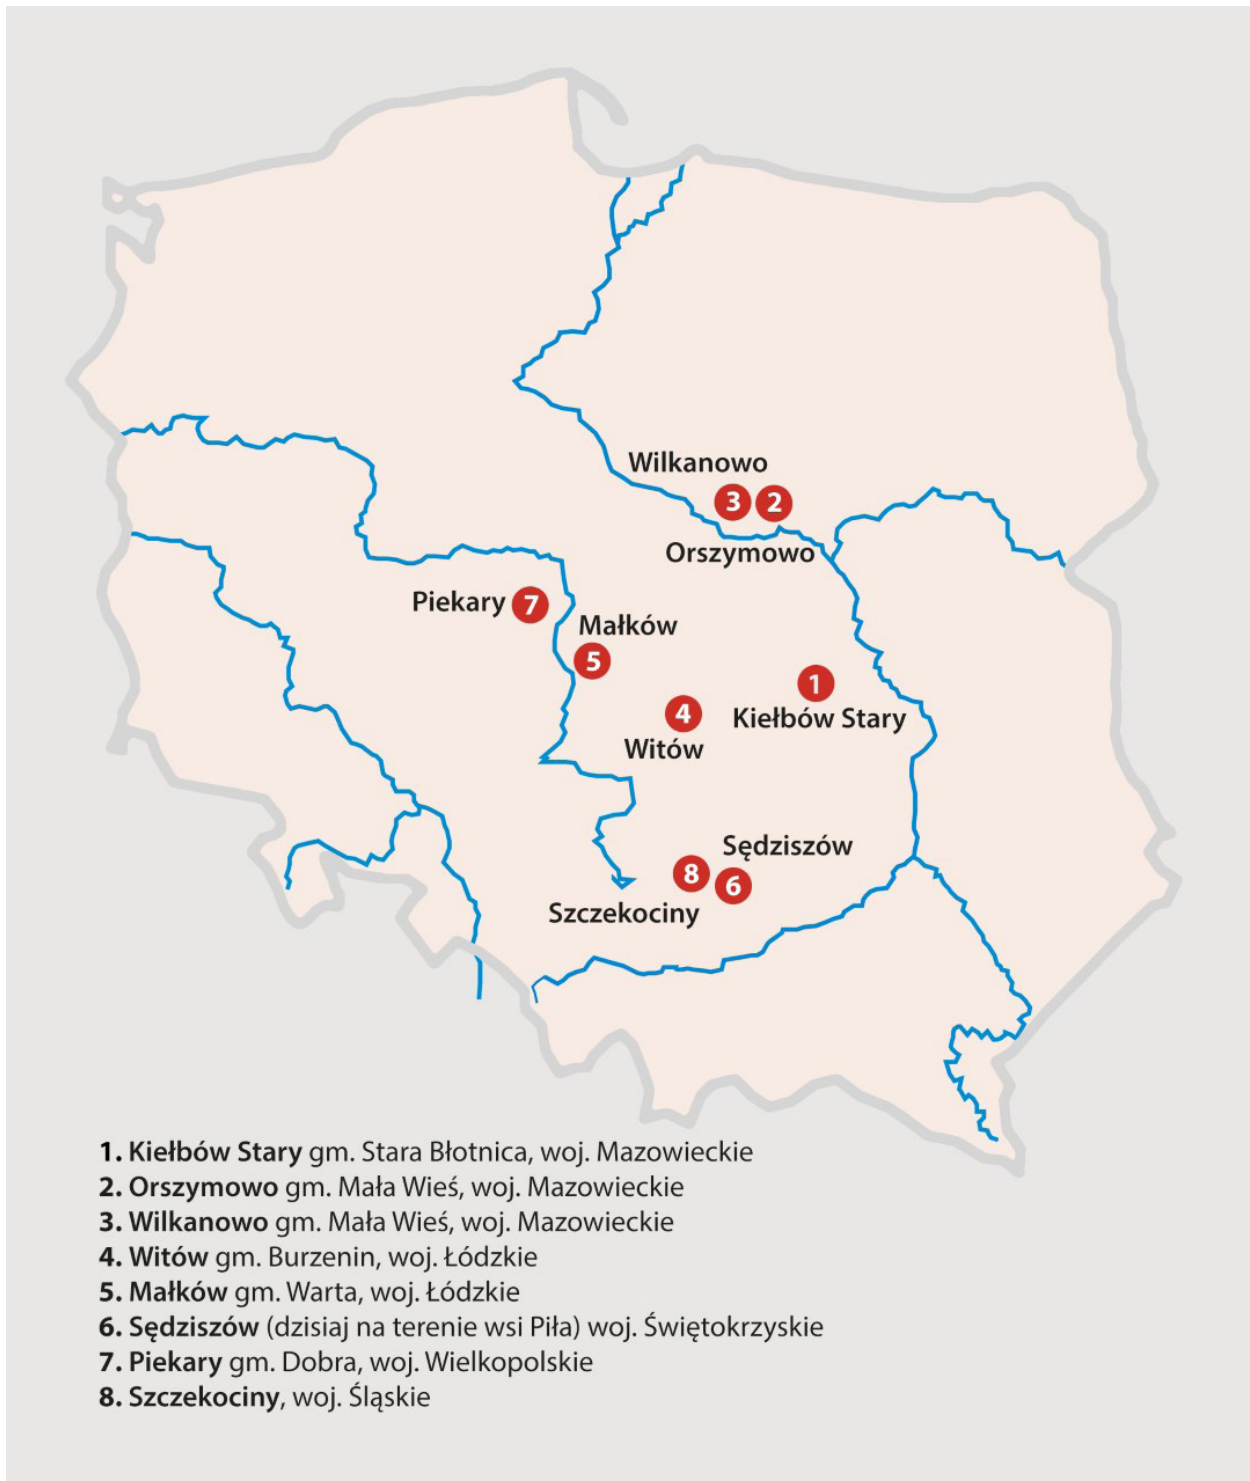 Wilkanowo
3 2
Orszymowo
Piekary 7
Małków
5
1
4
Kiełbów Stary
Witów
Sędziszów
8 6
Szczekociny
1. Kiełbów Stary gm. Stara Błotnica, woj. Mazowieckie
2. Orszymowo gm. Mała Wieś, woj. Mazowieckie
3. Wilkanowo gm. Mała Wieś, woj. Mazowieckie
4. Witów gm. Burzenin, woj. Łódzkie
5. Małków gm. Warta, woj. Łódzkie
6. Sędziszów (dzisiaj na terenie wsi Piła) woj. Świętokrzyskie
7. Piekary gm. Dobra, woj. Wielkopolskie
8. Szczekociny, woj. Śląskie